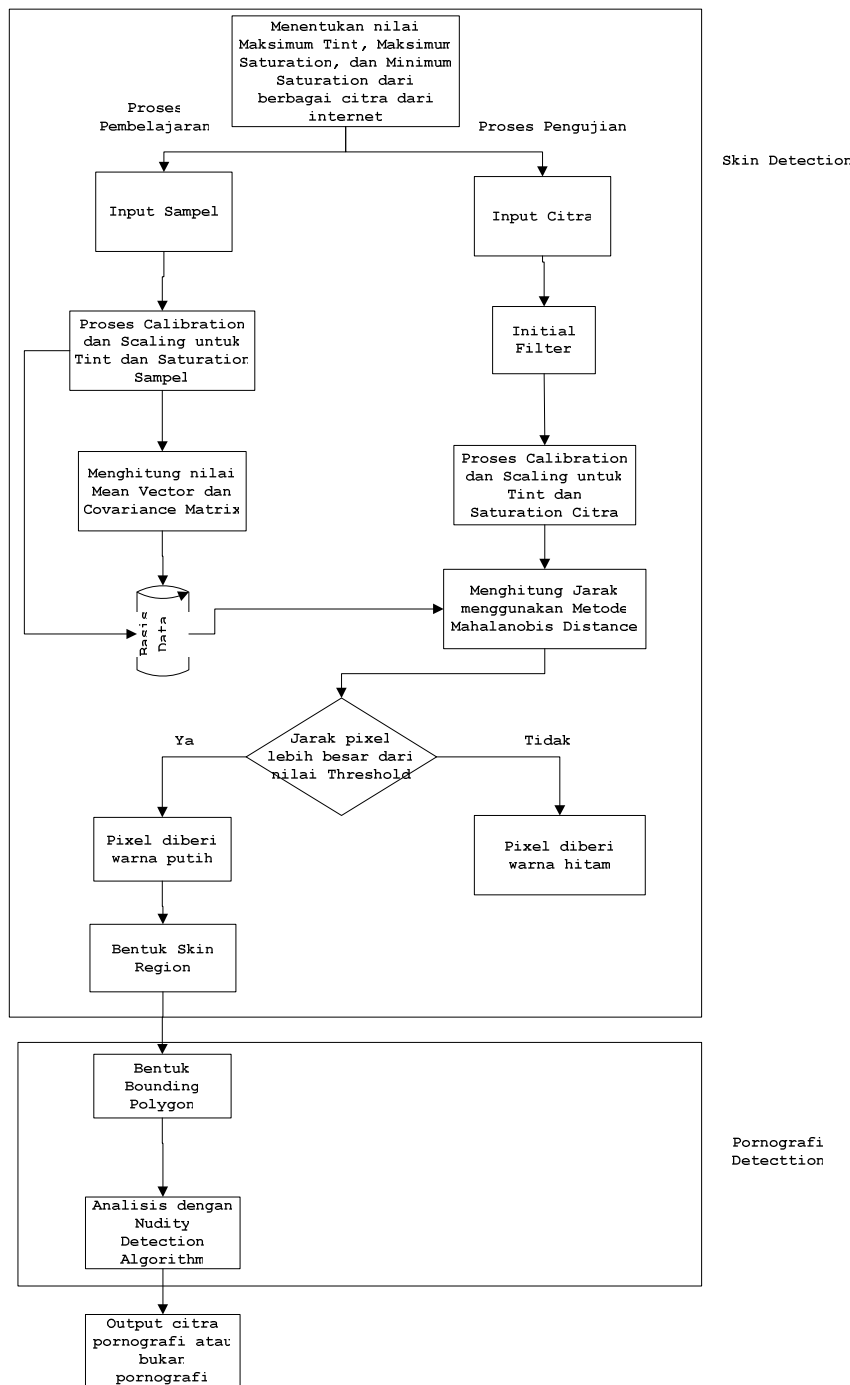 Menentukan nilai
Maksimum Tint, Maksimum
Saturation, dan Minimum
Saturation dari
berbagai citra dari
internet
Proses
Pembelajaran
Proses Pengujian
Skin Detection
Input Sampel
Input Citra
Proses Calibration
dan Scaling untuk
Tint dan Saturation
Sampel
Initial
Filter
Menghitung nilai
Mean Vector dan
Covariance Matrix
Proses Calibration
dan Scaling untuk
Tint dan
Saturation Citra
Basis
Data
Menghitung Jarak
menggunakan Metode
Mahalanobis Distance
Jarak pixel
lebih besar dari
nilai Threshold
Ya
Tidak
Pixel diberi
warna putih
Pixel diberi
warna hitam
Bentuk Skin
Region
Bentuk
Bounding
Polygon
Pornografi
Detecttion
Analisis dengan
Nudity
Detection
Algorithm
Output citra
pornografi atau
bukan
pornografi